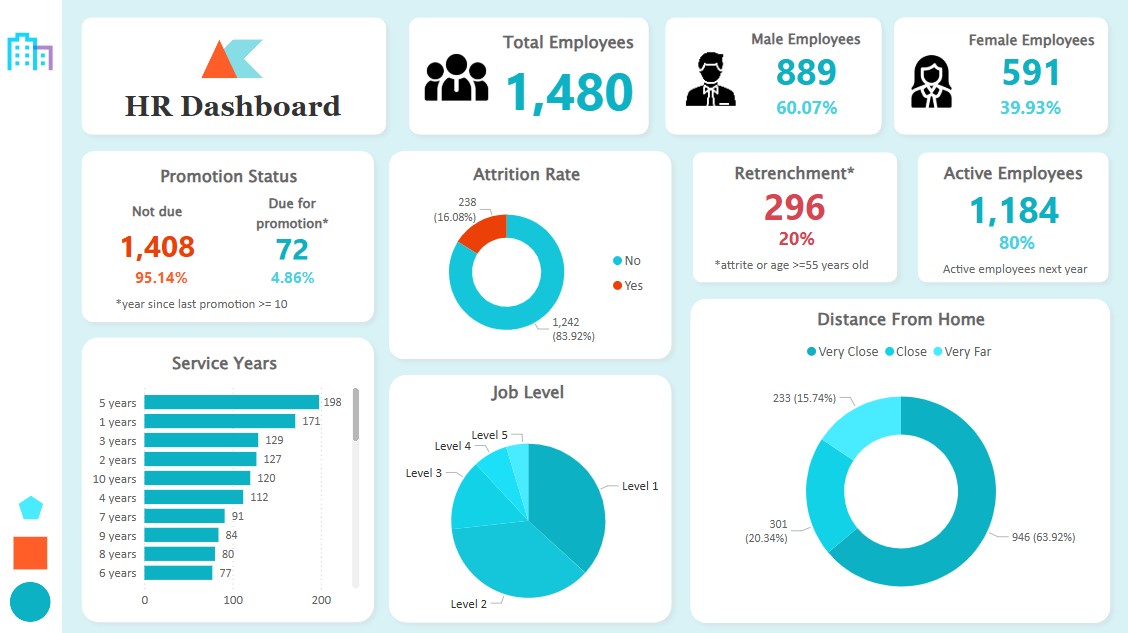 HR Dashboard
Total Employees
1,480
Male Employees
889
60.07%
Female Employees
591
39.93%
Promotion Status
Not due
1,408
95.14%
Due for
promotion*
72
4.86%
*year since last promotion >= 10
Attrition Rate
238
(16.08%)
1,242
(83.92%)
No
Yes
Retrenchment*
296
20%
*attrite or age >=55 years old
Active Employees
1,184
80%
Active employees next year
Service Years
5 years 198
1 years 171
3 years 129
2 years 127
10 years 120
4 years 112
7 years 91
9 years 84
8 years 80
6 years 77
0 100 200
Job Level
Level 5
Level 4
Level 3
Level 1
Level 2
Distance From Home
Very Close Close Very Far
233 (15.74%)
301
(20.34%)
946 (63.92%)